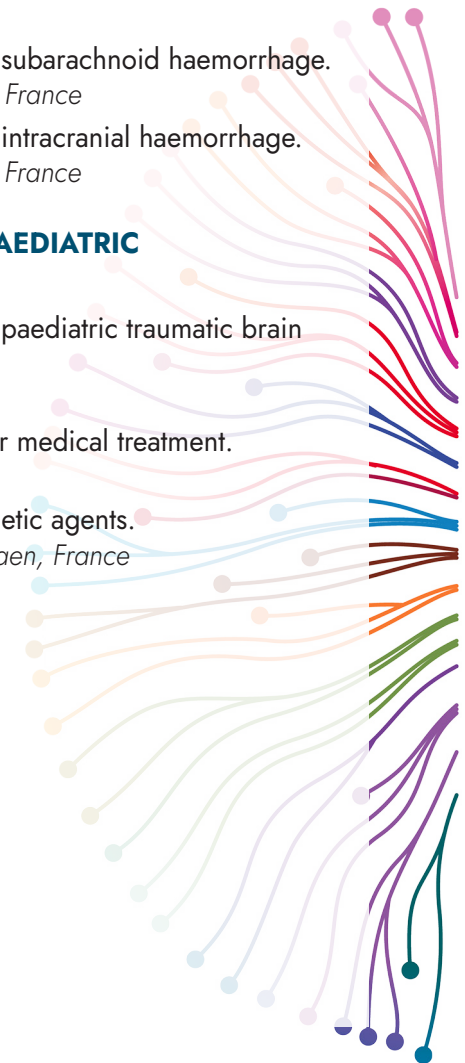 subarachnoid haemorrhage.
France
intracranial haemorrhage.
France
AEDIATRIC
paediatric traumatic brain
r medical treatment.
etic agents.
aen, France